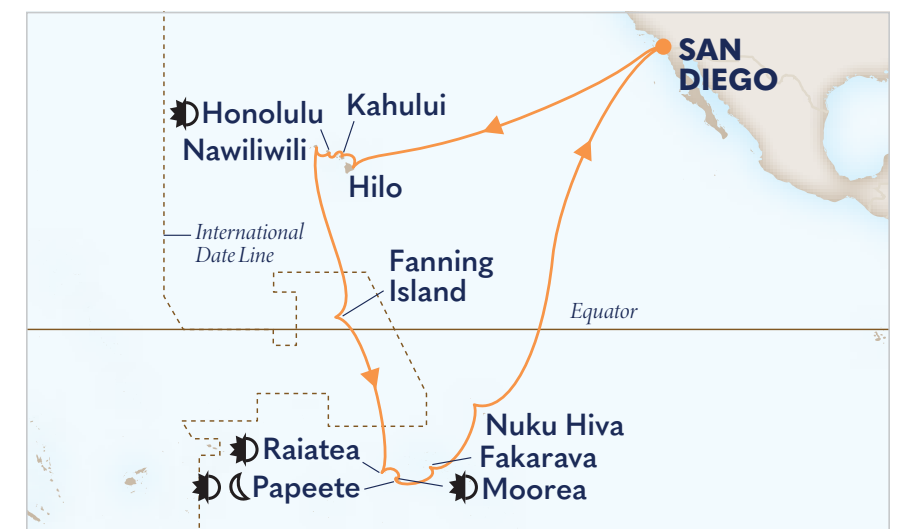 SAN
DIEGO
Kahului
Honolulu
Nawiliwili
Hilo
International
Date Line
Fanning
Island
Equator
Nuku Hiva
Raiatea
Fakarava
Papeete
Moorea